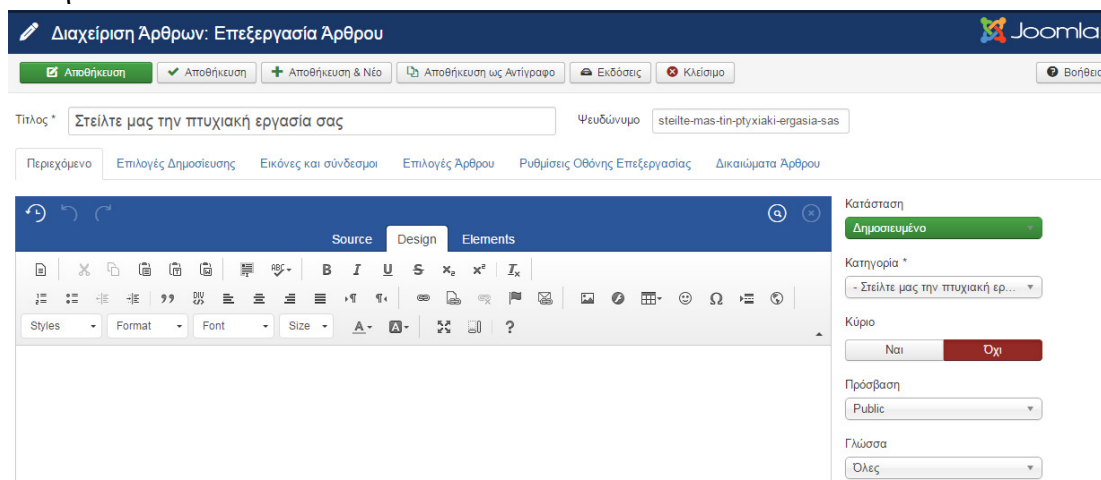 Διαχείριση Άρθρων: Επεξεργασία Άρθρου
Joomla
Αποθήκευση Αποθήκευση Αποθήκευση & Νέο Αποθήκευση ως Αντίγραφο Εκδόσεις Κλείσιμο Βοήθεια
Τίτλος * Στείλτε μας την πτυχιακή εργασία σας Ψευδώνυμο steilte-mas-tin-ptyxiaki-ergasia-sas
Περιεχόμενο Επιλογές Δημοσίευσης Εικόνες και σύνδεσμοι Επιλογές Άρθρου Ρυθμίσεις Οθόνης Επεξεργασίας Δικαιώματα Άρθρου
Source Design Elements
Styles Format Font Size
Κατάσταση
Δημοσιευμένο
Κατηγορία *
- Στείλτε μας την πτυχιακή ερ...
Κύριο
Ναι Όχι
Πρόσβαση
Public
Γλώσσα
Όλες